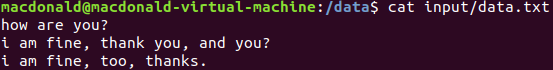 macdonald@macdonald-virtual-machine:/data$ cat input/data.txt
how are you?
i am fine, thank you, and you?
i am fine, too, thanks.